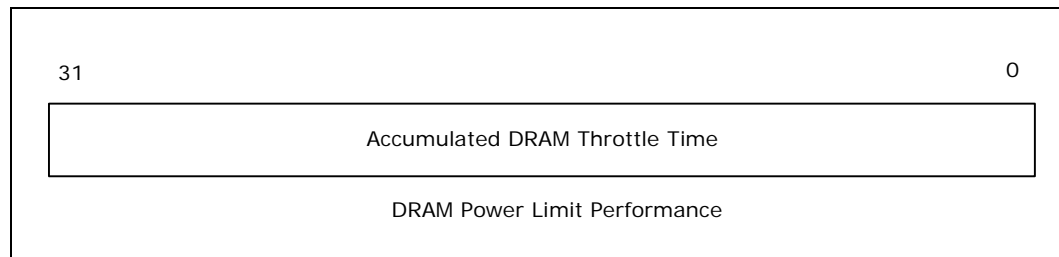 31 0
Accumulated DRAM Throttle Time
DRAM Power Limit Performance